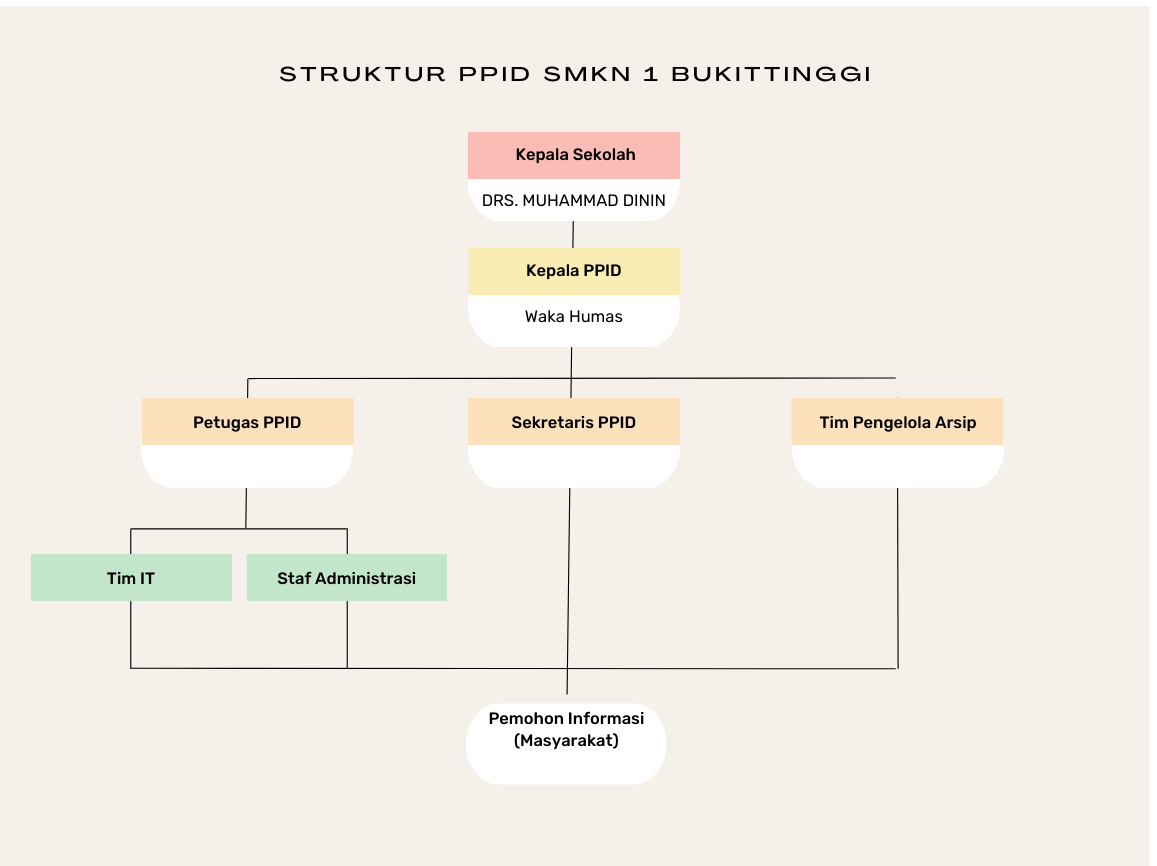 STRUKTUR PPID SMKN 1 BUKITTINGGI
Kepala Sekolah
DRS. MUHAMMAD DININ
Kepala PPID
Waka Humas
Petugas PPID
Sekretaris PPID
Tim Pengelola Arsip
Tim IT
Staf Administrasi
Pemohon Informasi
(Masyarakat)